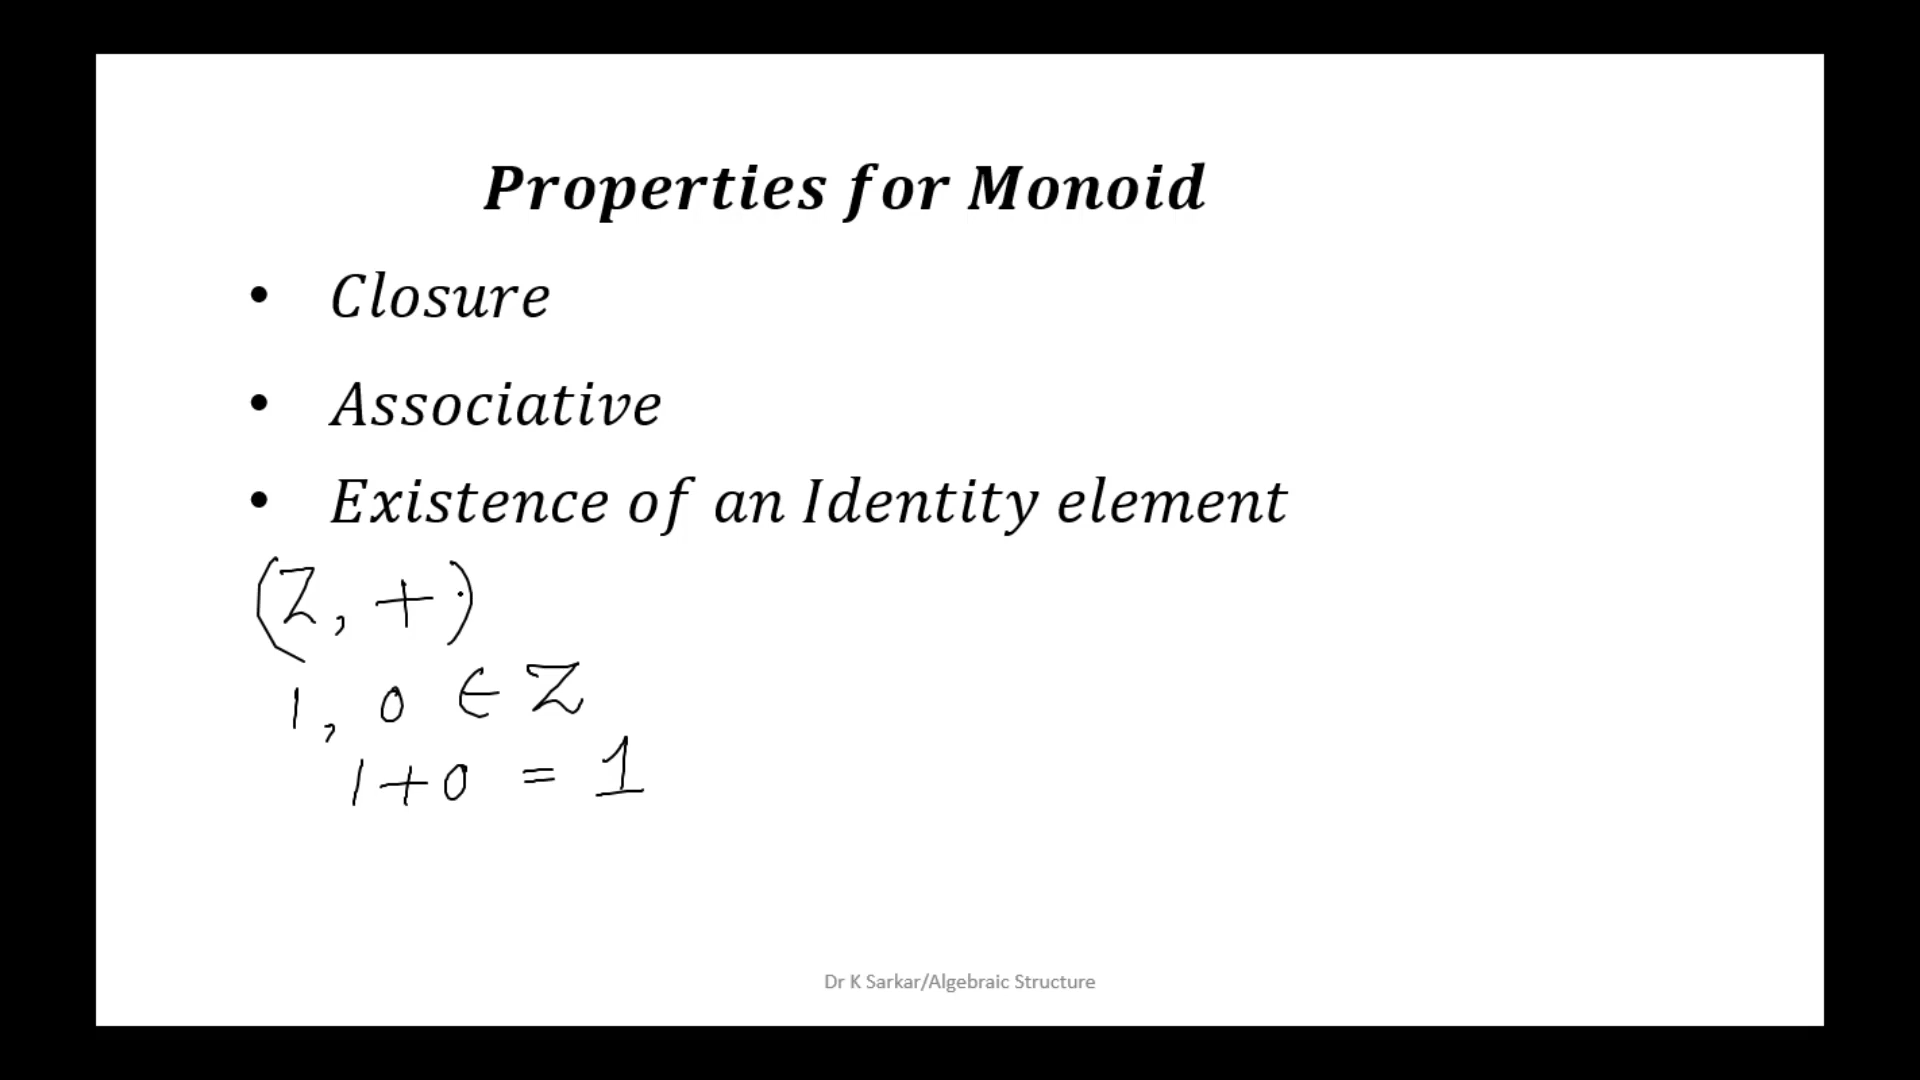 Properties for Monoid
• Closure
• Associative
• Existence of an Identity element
(Z, +)
1, 0 ∈ Z
1+0 = 1
Dr K Sarkar/Algebraic Structure